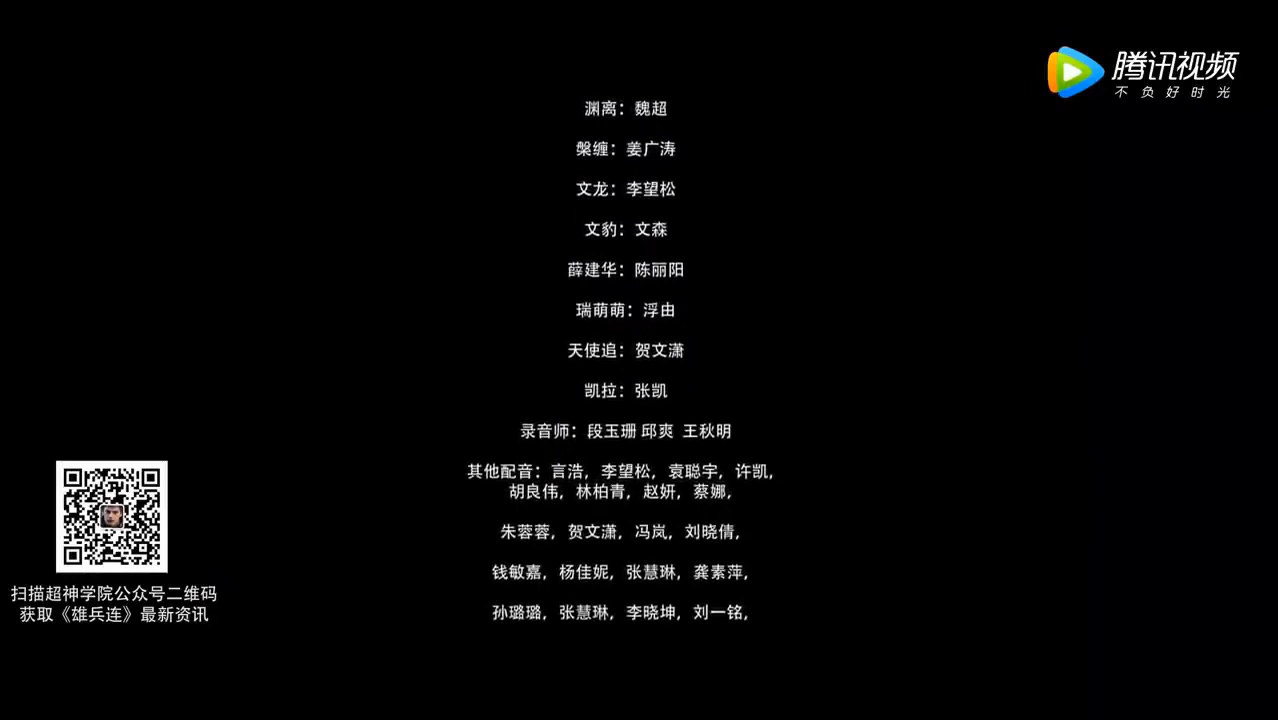 腾讯视频
不负好时光
渊离：魏超
槃缠：姜广涛
文龙：李望松
文豹：文森
薛建华：陈丽阳
瑞萌萌：浮由
天使追：贺文潇
凯拉：张凯
录音师：段玉珊 邱爽 王秋明
其他配音：言浩，李望松，袁聪宇，许凯，
胡良伟，林柏青，赵妍，蔡娜，
朱蓉蓉，贺文潇，冯岚，刘晓倩，
钱敏嘉，杨佳妮，张慧琳，龚素萍，
孙璐璐，张慧琳，李晓坤，刘一铭，
扫描超神学院公众号二维码
获取《雄兵连》最新资讯